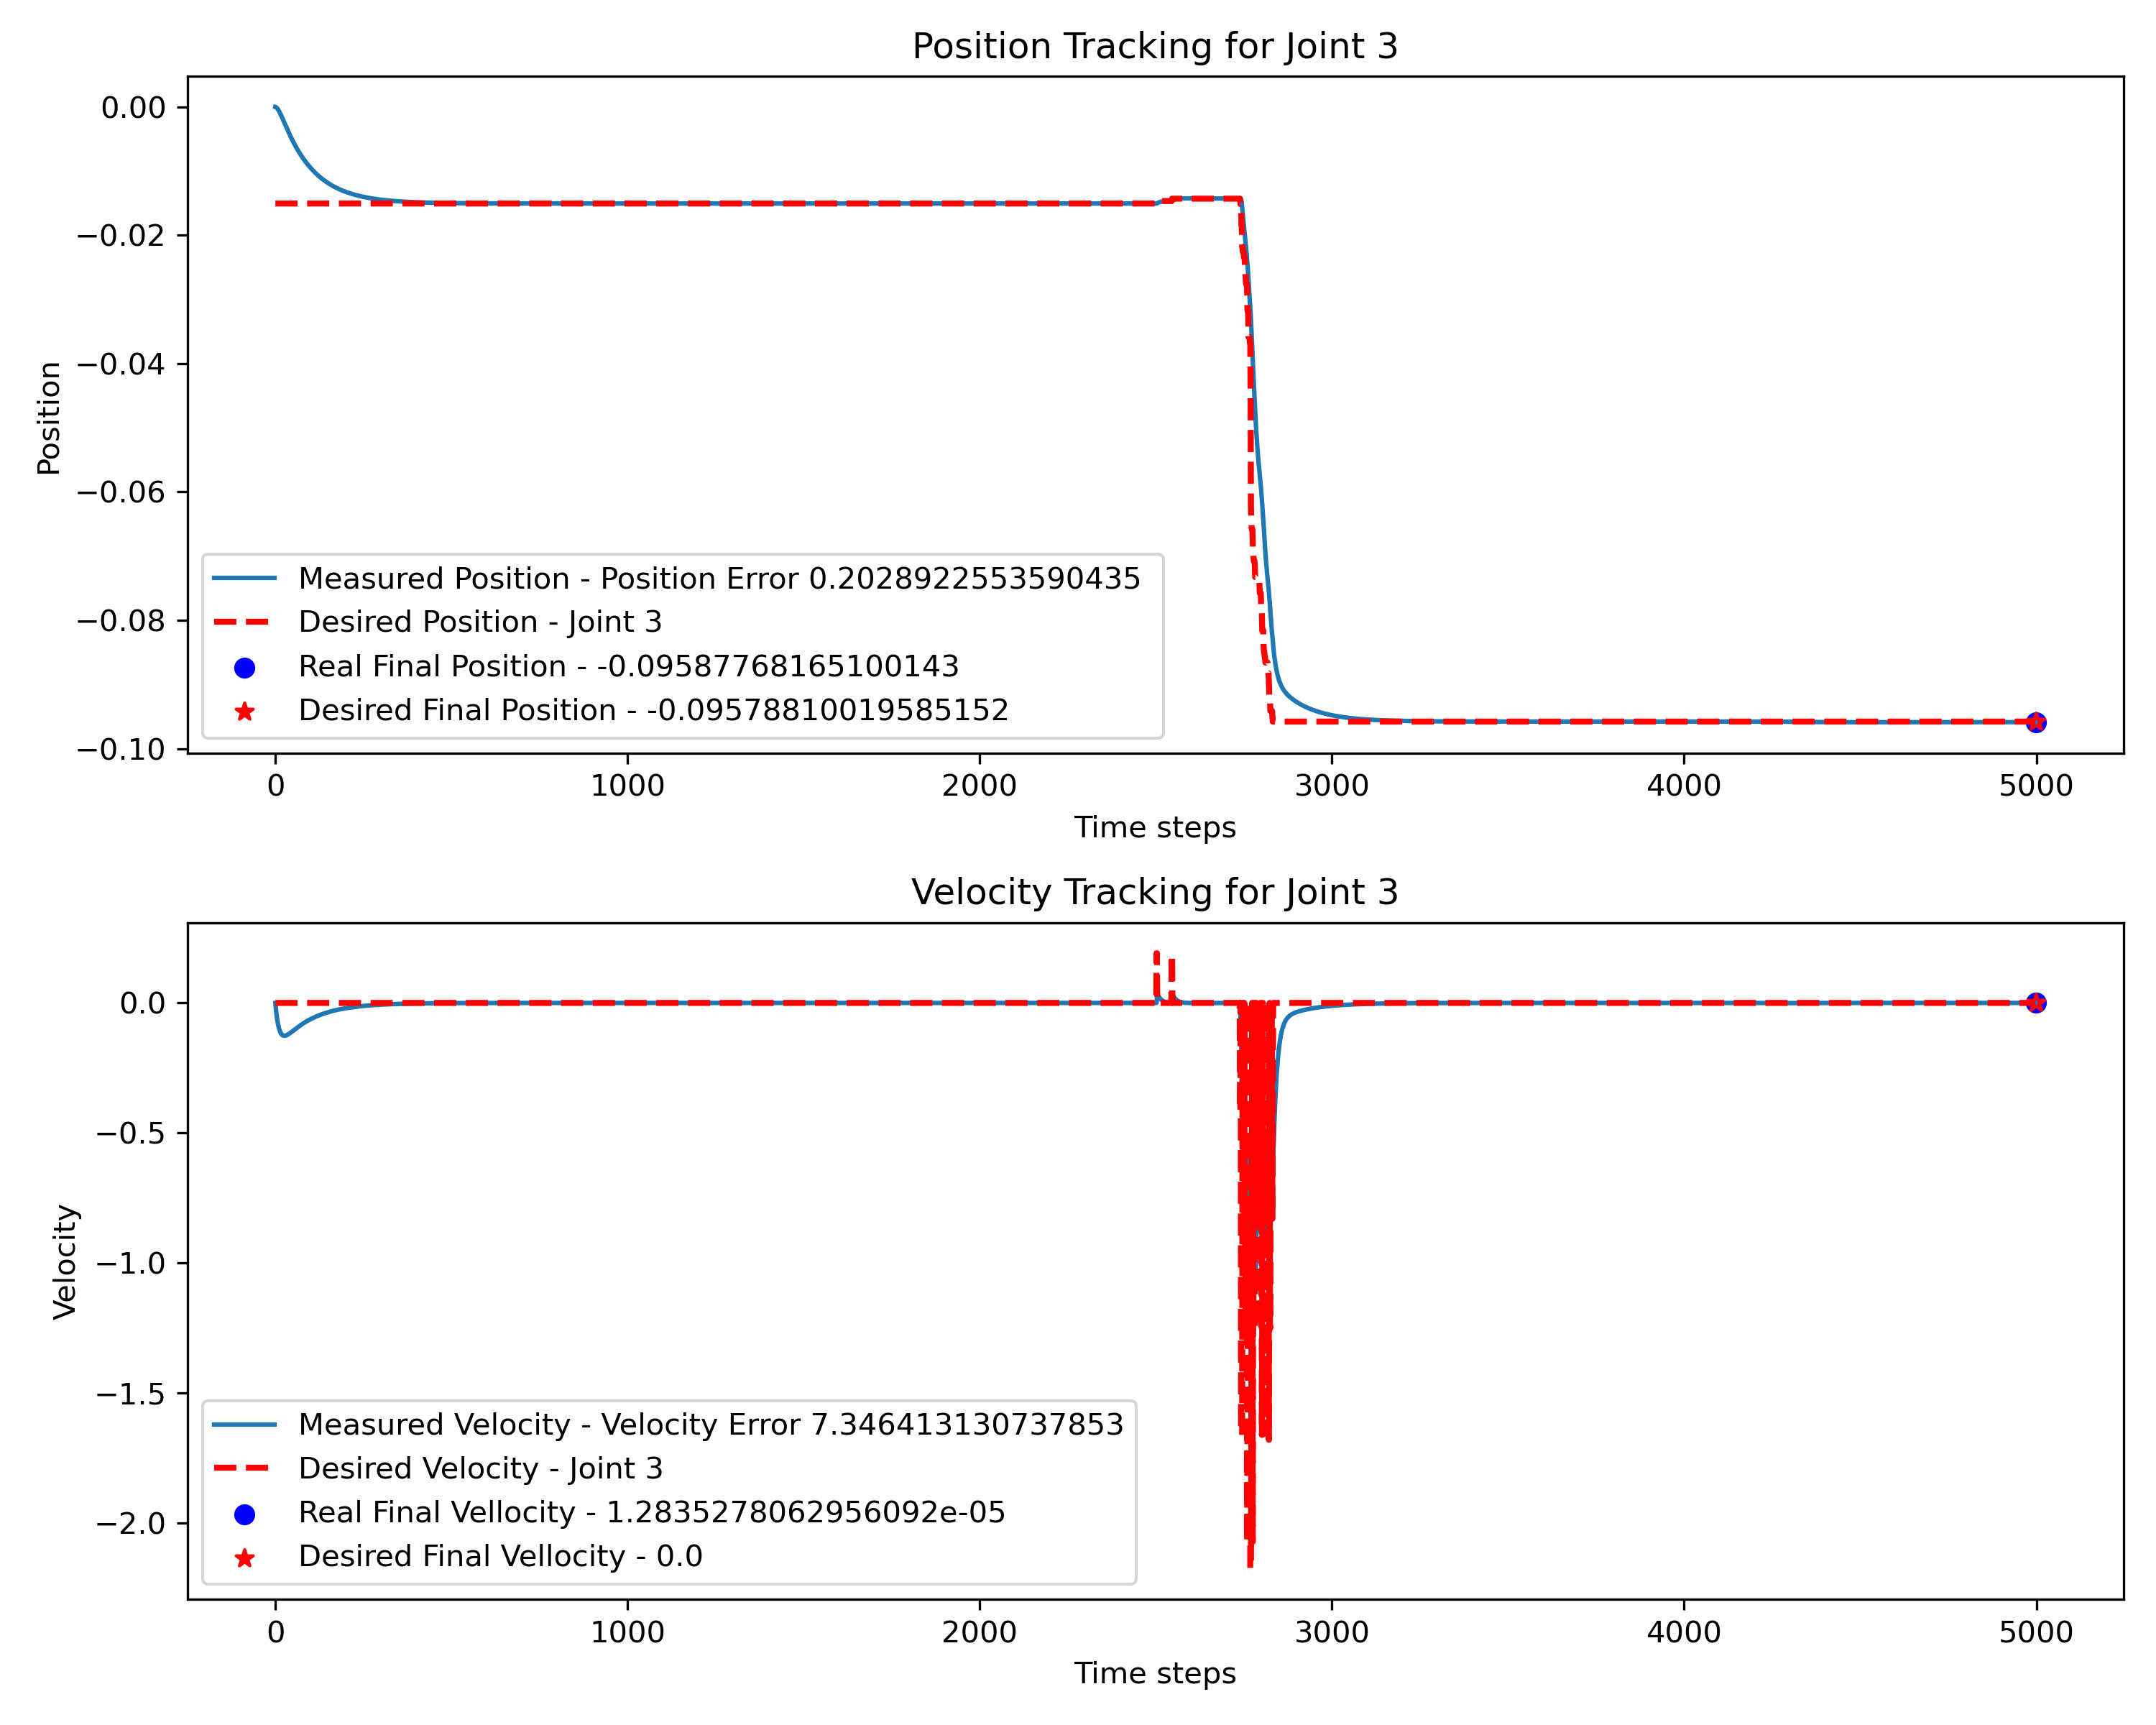 Position Tracking for Joint 3
0.00
−0.02
−0.04
−0.06
−0.08
−0.10
Position
Measured Position - Position Error 0.2028922553590435
Desired Position - Joint 3
Real Final Position - -0.09587768165100143
Desired Final Position - -0.09578810019585152
0 1000 2000 3000 4000 5000
Time steps
Velocity Tracking for Joint 3
0.0
−0.5
−1.0
−1.5
−2.0
Velocity
Measured Velocity - Velocity Error 7.346413130737853
Desired Velocity - Joint 3
Real Final Vellocity - 1.2835278062956092e-05
Desired Final Vellocity - 0.0
0 1000 2000 3000 4000 5000
Time steps